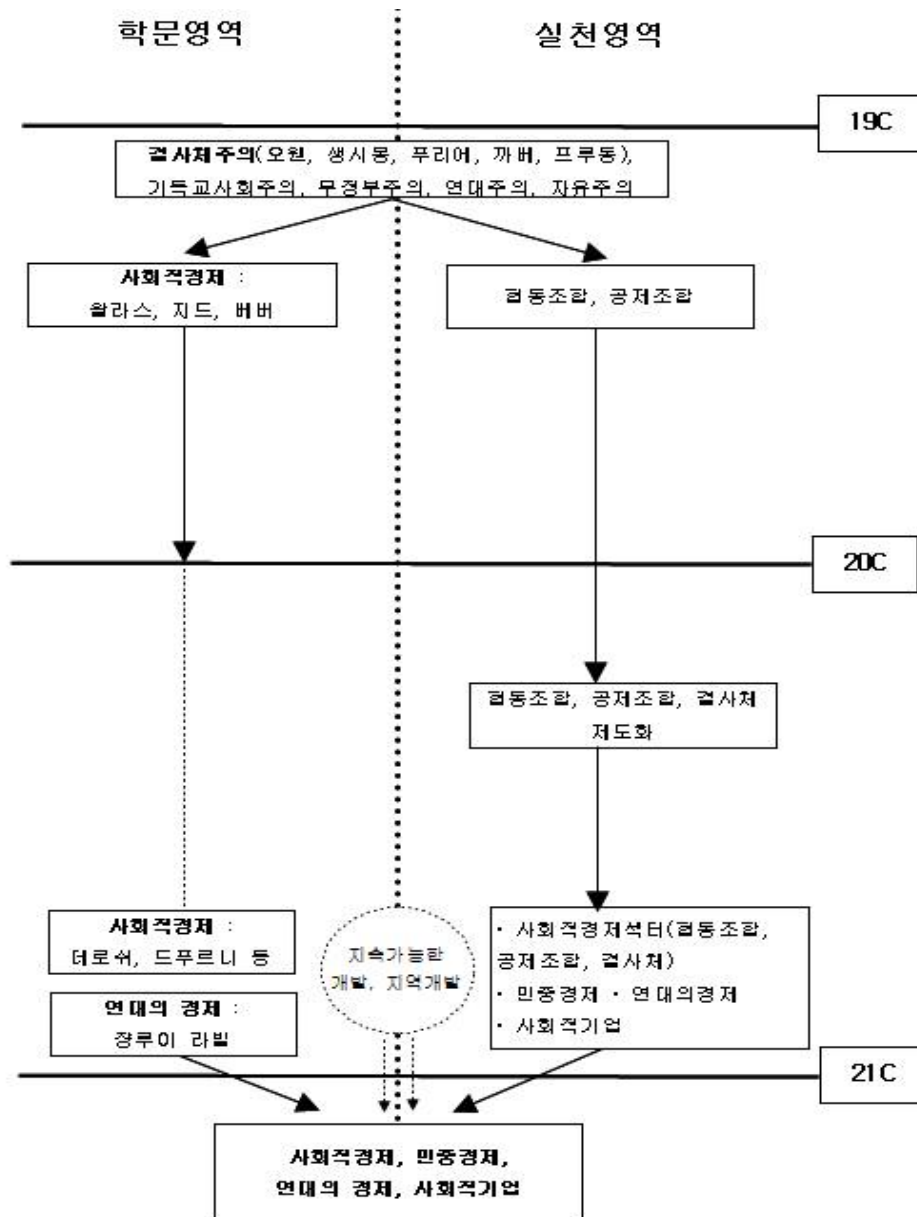 학문영역
실천영역
19C
결사체주의(오원, 생시몽, 푸리에, 까베, 프루동),
기독교사회주의, 무정부주의, 연대주의, 자유주의
사회적경제 :
왈라스, 지드, 베버
협동조합, 공제조합
20C
협동조합, 공제조합, 결사체
제도화
사회적경제 :
데로쉬, 드푸르니 등
연대의 경제 :
쟝루이 라빌
지속가능한
개발, 지역개발
· 사회적경제섹터(협동조합,
공제조합, 결사체)
· 민중경제 · 연대의경제
· 사회적기업
21C
사회적경제, 민중경제,
연대의 경제, 사회적기업